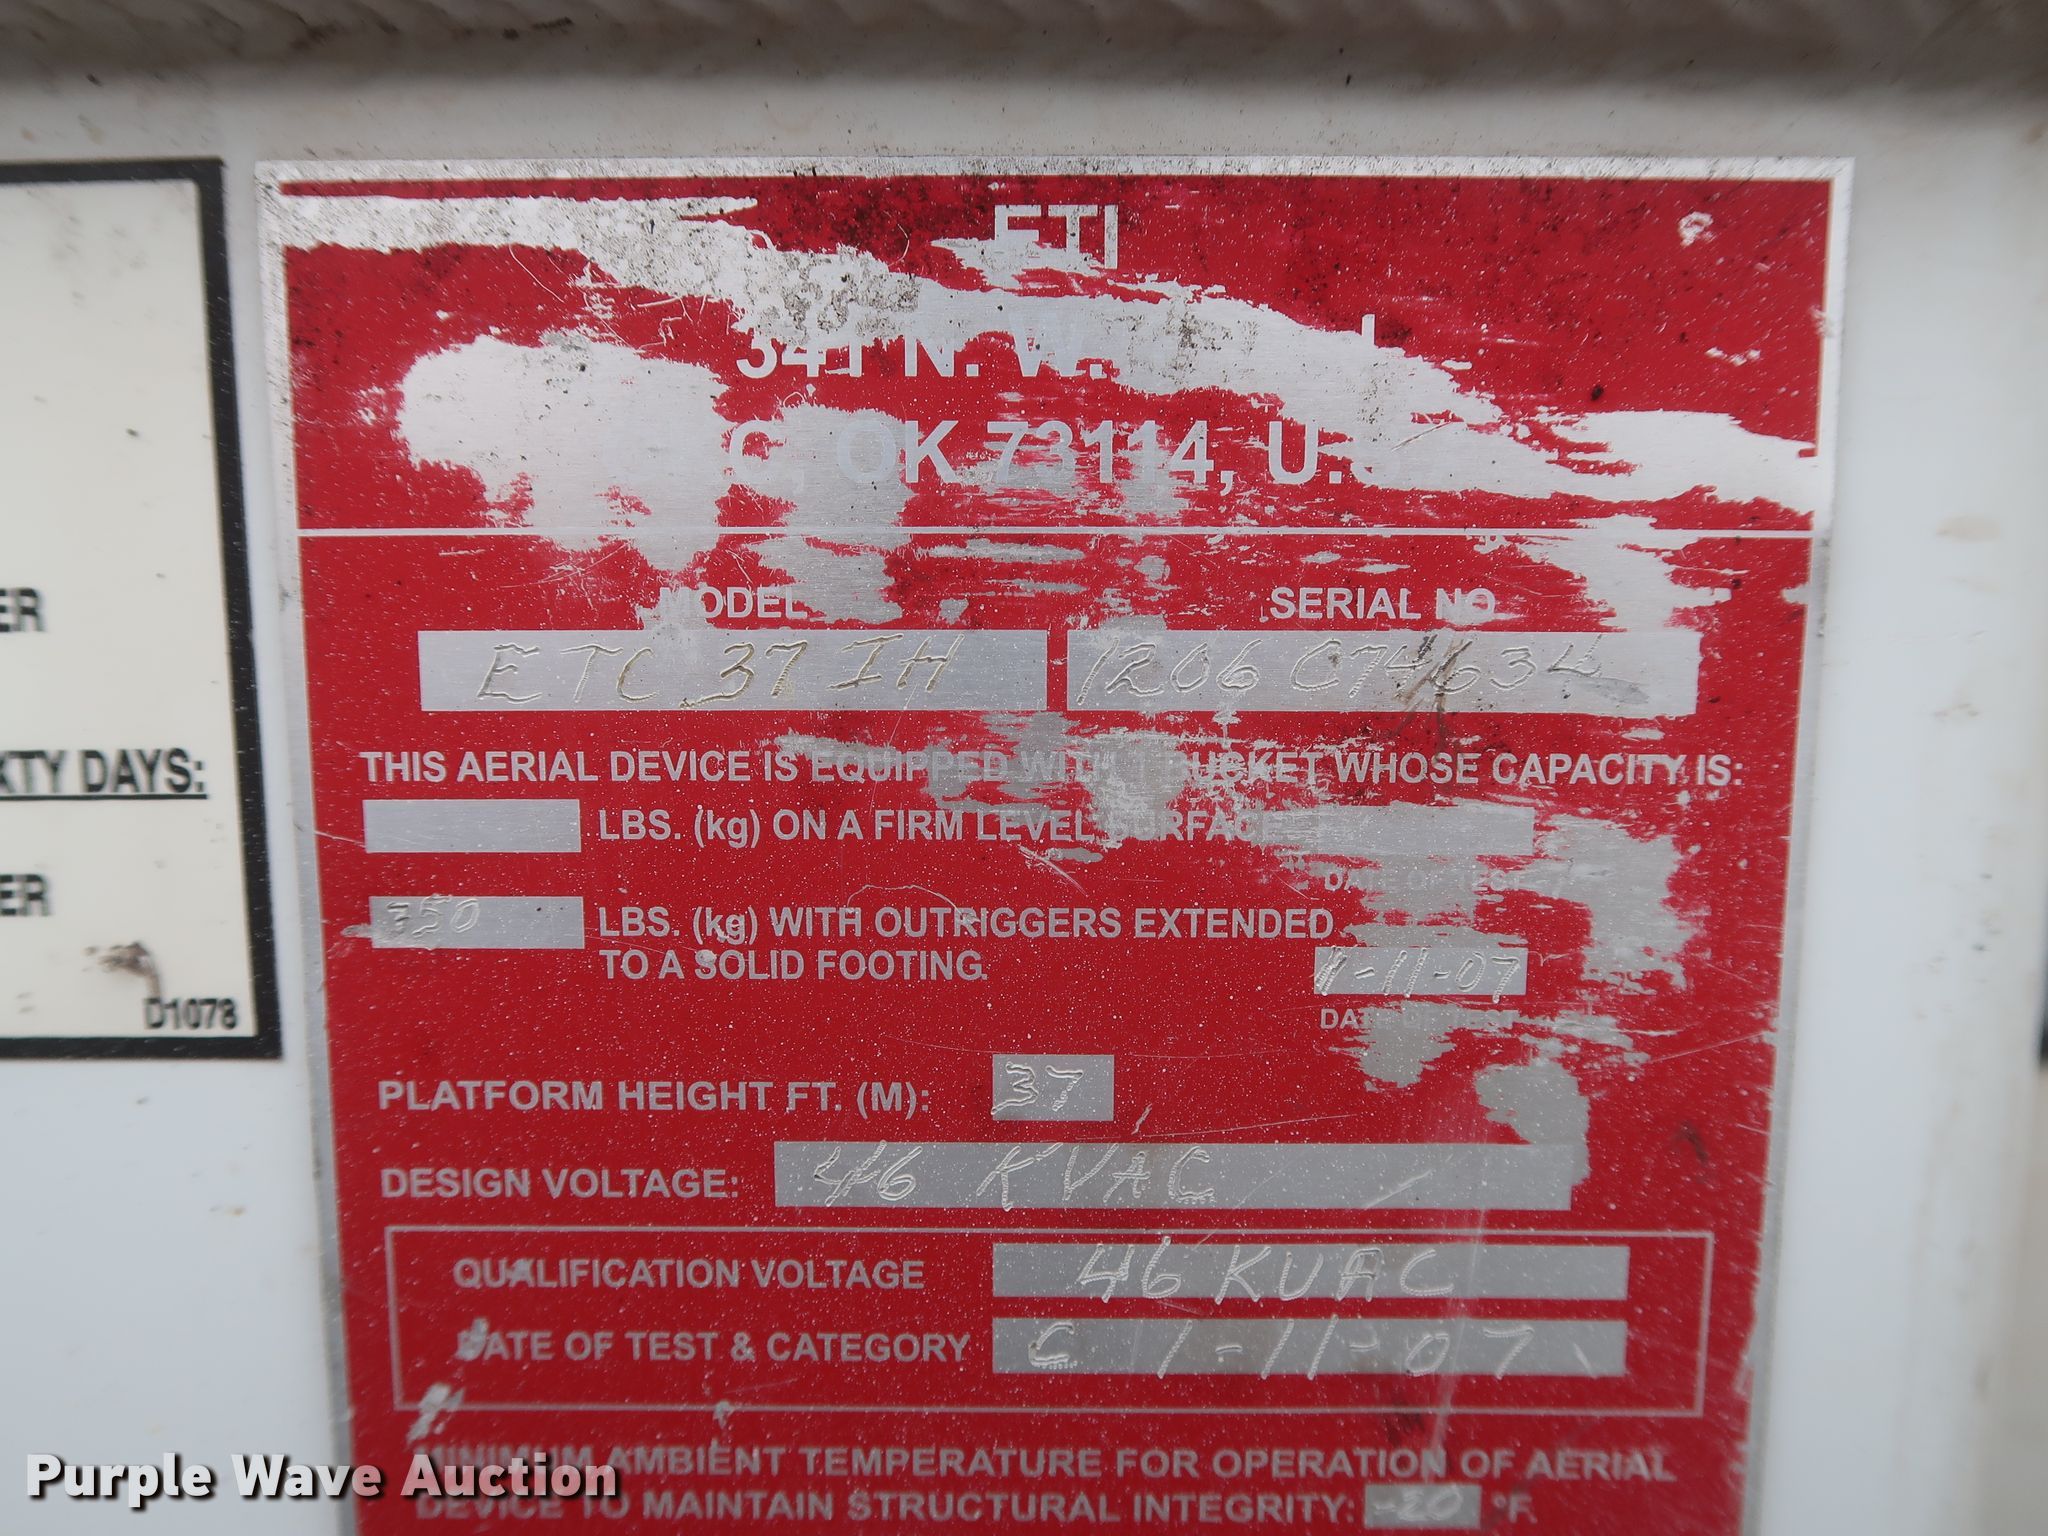 ETI
341 N. W.
C, OK 73114, U.
MODEL SERIAL NO.
ETC 37 IH
THIS AERIAL DEVICE IS EQUIPPED WITH 1 BUCKET WHOSE CAPACITY IS:
LBS. (kg) ON A FIRM LEVEL SURFACE
350 LBS. (kg) WITH OUTRIGGERS EXTENDED
TO A SOLID FOOTING.
1-11-07
PLATFORM HEIGHT FT. (M): 37
DESIGN VOLTAGE: 46 KVAC
QUALIFICATION VOLTAGE 46 KVAC
DATE OF TEST & CATEGORY C 1-11-07
MINIMUM AMBIENT TEMPERATURE FOR OPERATION OF AERIAL
DEVICE TO MAINTAIN STRUCTURAL INTEGRITY: -20 °F.
ER
XTY DAYS:
ER
D1078
Purple Wave Auction